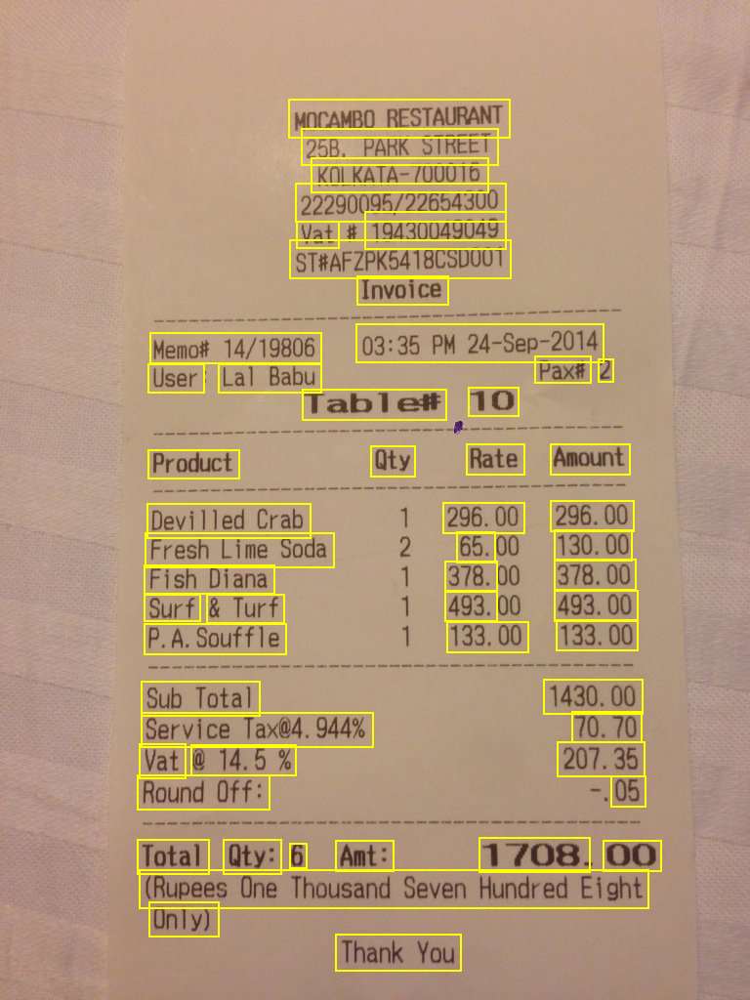 MOCAMBO RESTAURANT
25B, PARK STREET
KOLKATA-700016
22290095/22654300
Vat # 19430049049
ST#AFZPK5418CSD001
Invoice
Memo# 14/19806 03:35 PM 24-Sep-2014
User: Lal Babu Pax# 2
Table# 10
Product Qty Rate Amount
Devilled Crab 1 296.00 296.00
Fresh Lime Soda 2 65.00 130.00
Fish Diana 1 378.00 378.00
Surf & Turf 1 493.00 493.00
P.A.Souffle 1 133.00 133.00
Sub Total 1430.00
Service Tax@4.944% 70.70
Vat @ 14.5 % 207.35
Round Off: -.05
Total Qty: 6 Amt: 1708.00
(Rupees One Thousand Seven Hundred Eight
Only)
Thank You